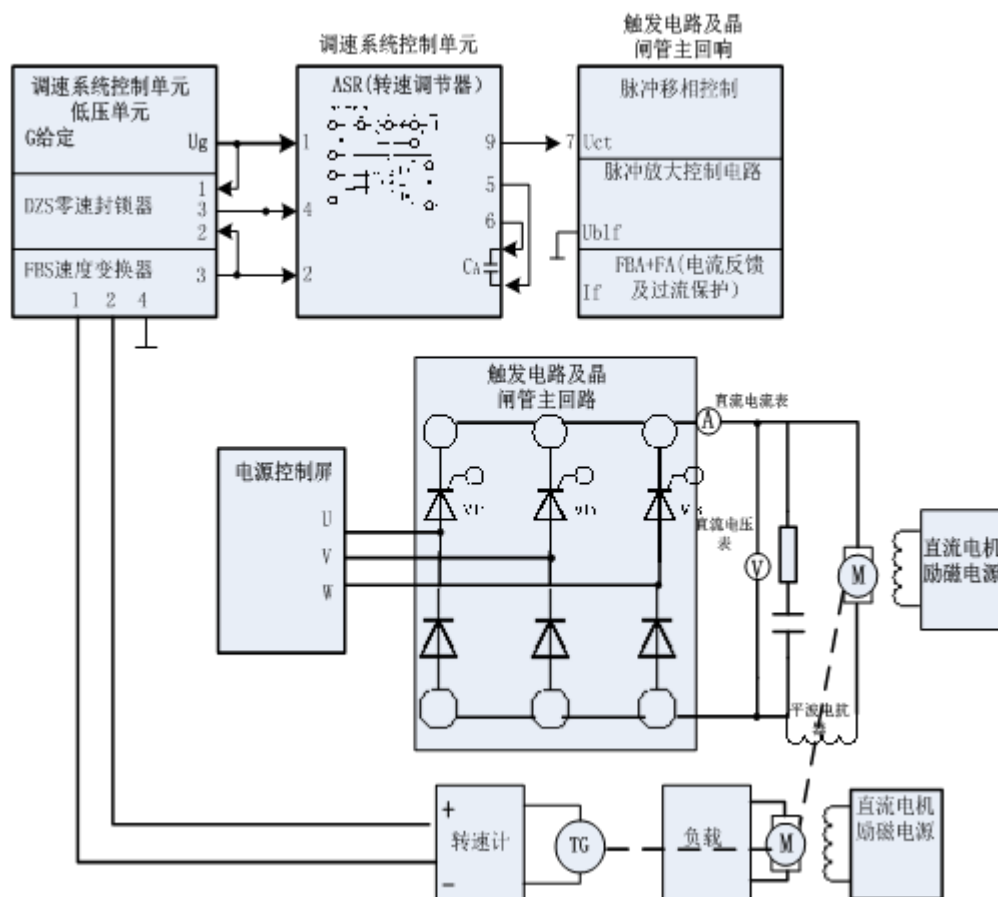 触发电路及晶
闸管主回响
调速系统控制单元
调速系统控制单元
低压单元
G给定
Ug
1
DZS零速封锁器
3
2
FBS速度变换器
3
1 2 4
ASR(转速调节器)
1
4
2
9
5
6
CA
脉冲移相控制
7 Uct
脉冲放大控制电路
Ublf
FBA+FA(电流反馈
及过流保护)
If
触发电路及晶
闸管主回路
直流电流表
A
电源控制屏
U
V
W
直流电压
表
V
M
直流电机
励磁电源
平波电抗
器
+
转速计
-
TG
负载
M
直流电机
励磁电源